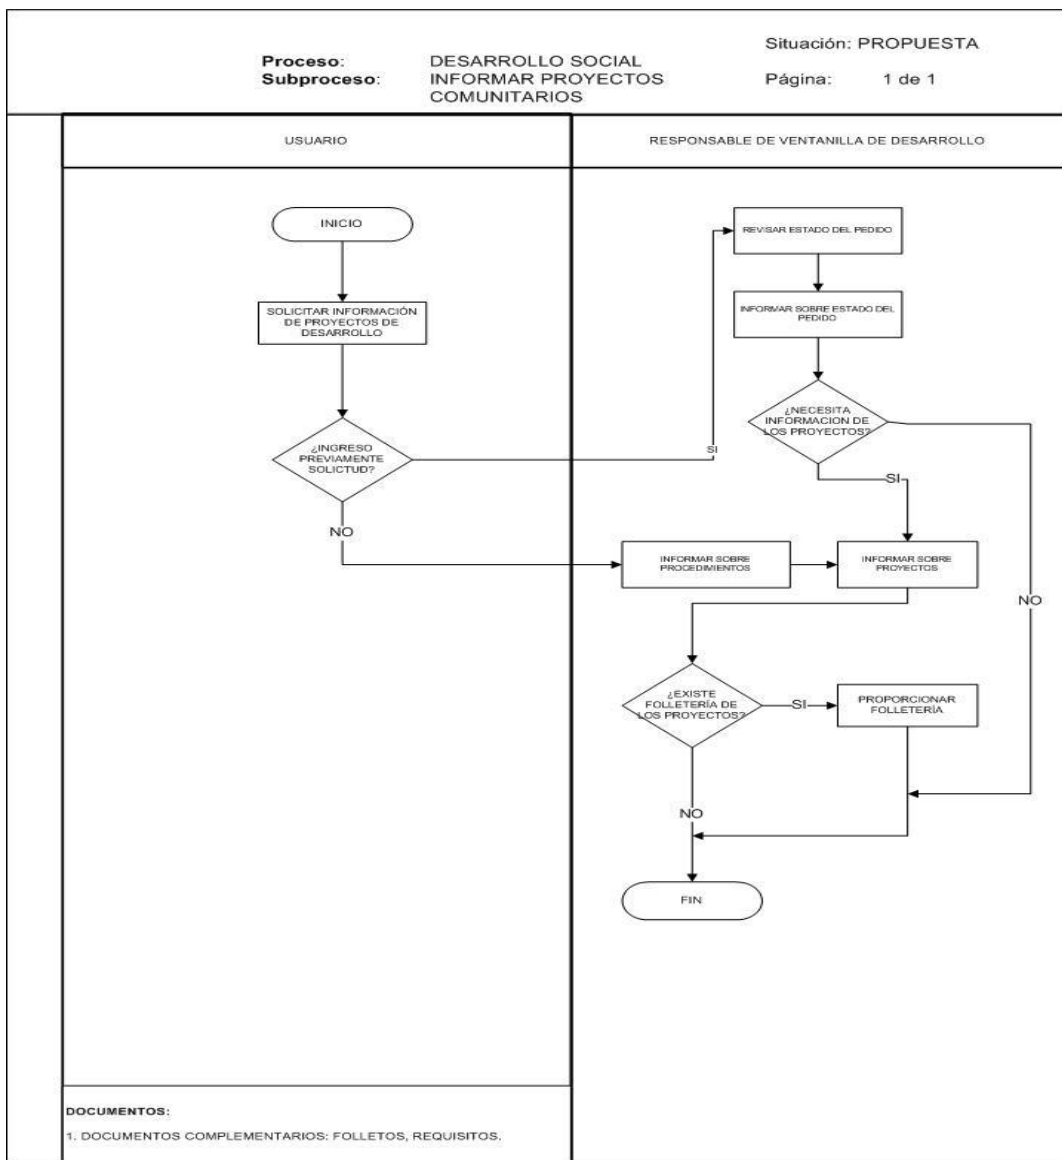 Situación: PROPUESTA
Proceso: DESARROLLO SOCIAL
Subproceso: INFORMAR PROYECTOS
COMUNITARIOS
Página: 1 de 1
USUARIO
RESPONSABLE DE VENTANILLA DE DESARROLLO
INICIO
SOLICITAR INFORMACIÓN
DE PROYECTOS DE
DESARROLLO
¿INGRESO
PREVIAMENTE
SOLICTUD?
SI
NO
REVISAR ESTADO DEL PEDIDO
INFORMAR SOBRE ESTADO DEL
PEDIDO
¿NECESITA
INFORMACION DE
LOS PROYECTOS?
SI
NO
INFORMAR SOBRE
PROCEDIMIENTOS
INFORMAR SOBRE
PROYECTOS
¿EXISTE
FOLLETERÍA DE
LOS PROYECTOS?
SI
PROPORCIONAR
FOLLETERÍA
NO
FIN
DOCUMENTOS:
1. DOCUMENTOS COMPLEMENTARIOS: FOLLETOS, REQUISITOS.